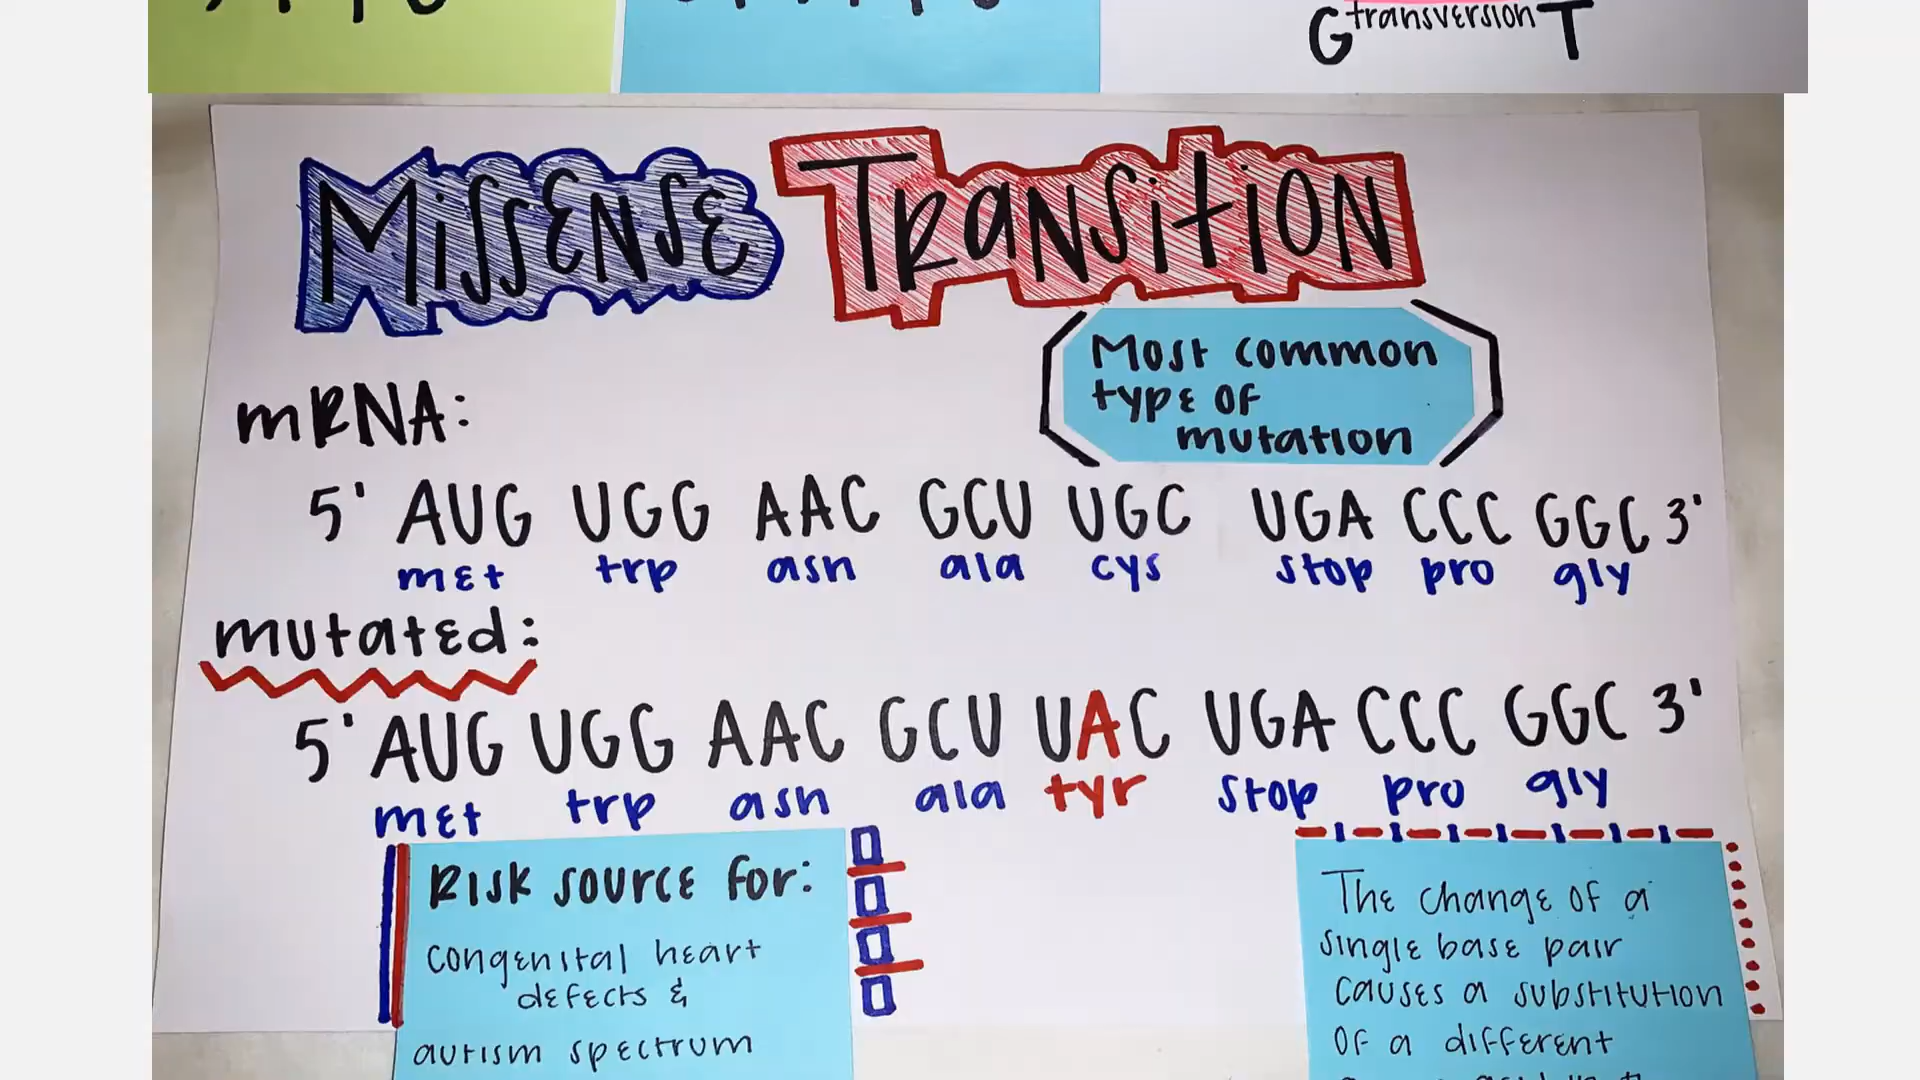 G transversion T
Missense Transition
Most common
type of
mutation
mRNA:
5' AUG UGG AAC GCU UGC UGA CCC GGC 3'
met trp asn ala cys stop pro gly
mutated:
5' AUG UGG AAC GCU UAC UGA CCC GGC 3'
met trp asn ala tyr stop pro gly
Risk source for:
congenital heart
defects &
autism spectrum
The change of a
single base pair
causes a substitution
of a different